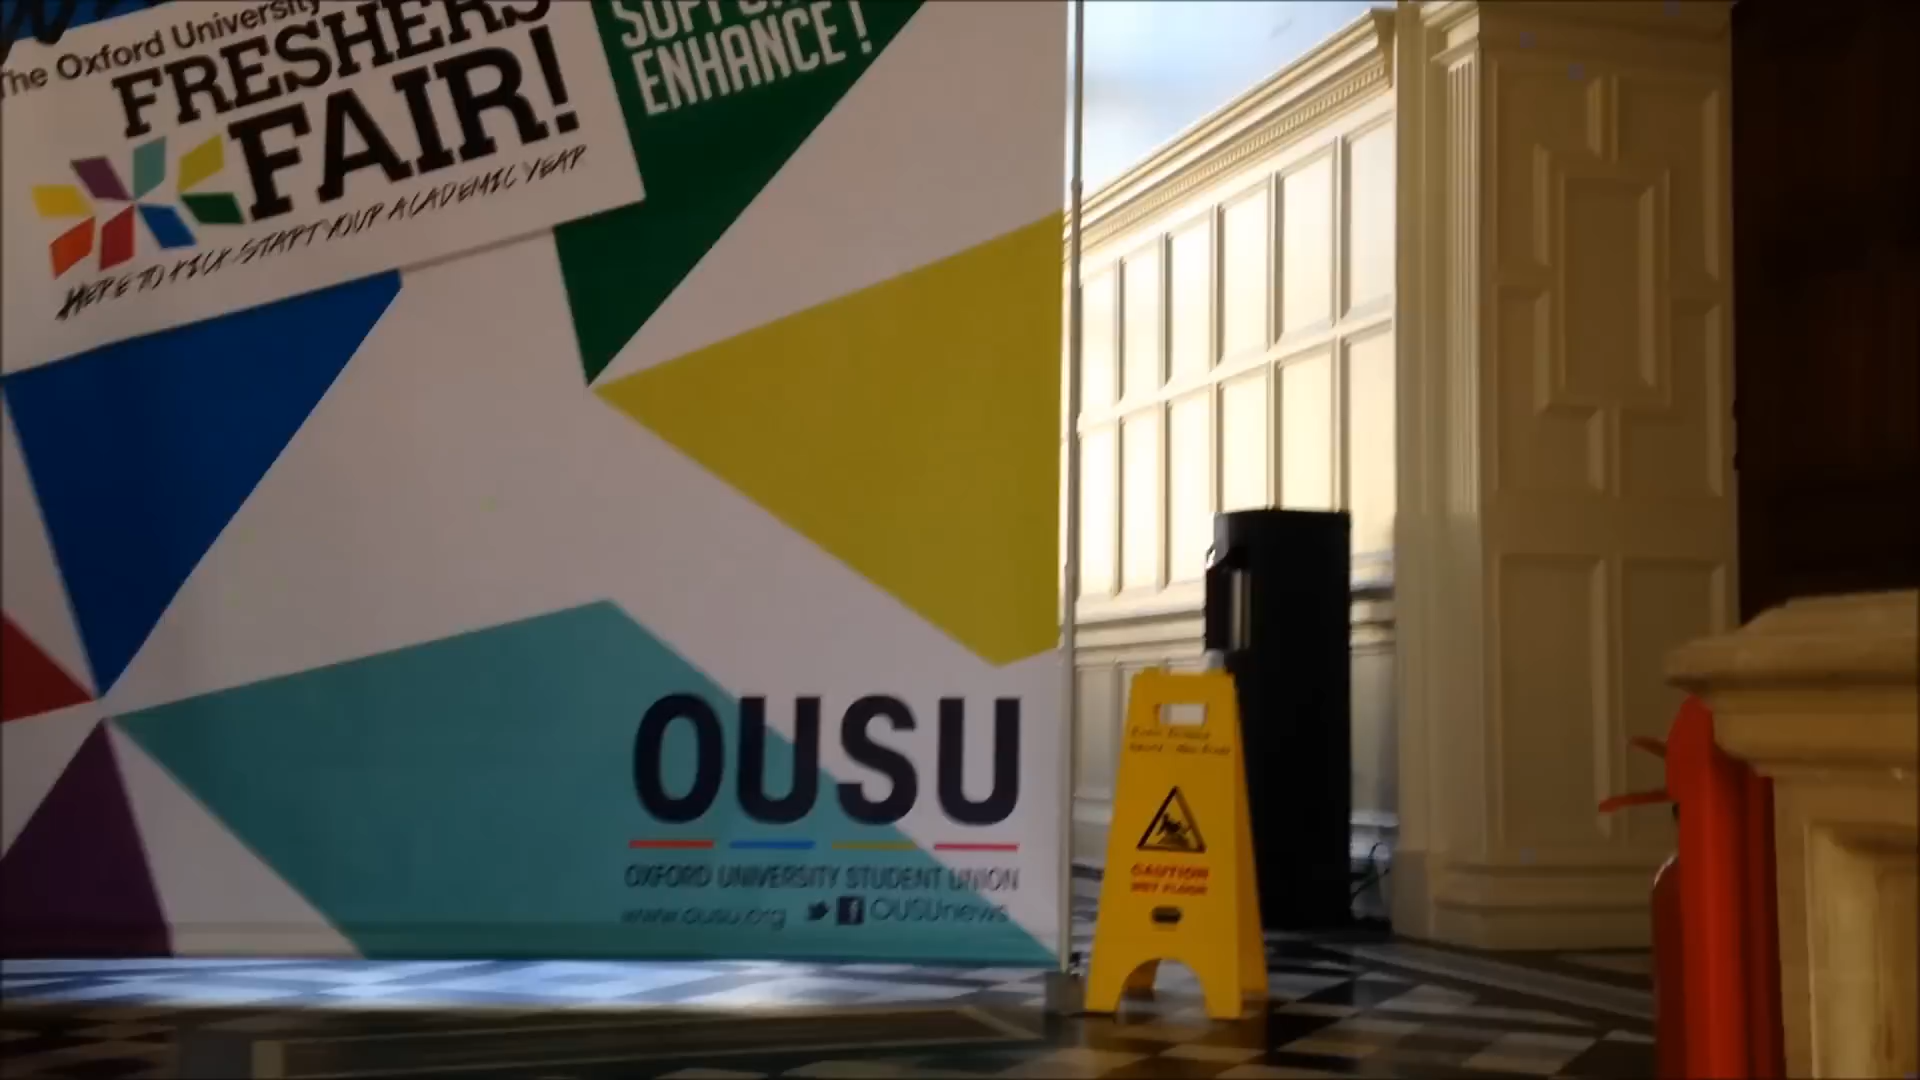 The Oxford University
FRESHERS
FAIR!
HERE TO KICK-START YOUR ACADEMIC YEAR
SUPPORT
ENHANCE!
OUSU
OXFORD UNIVERSITY STUDENT UNION
www.ousu.org OUSUnews
CAUTION
WET FLOOR